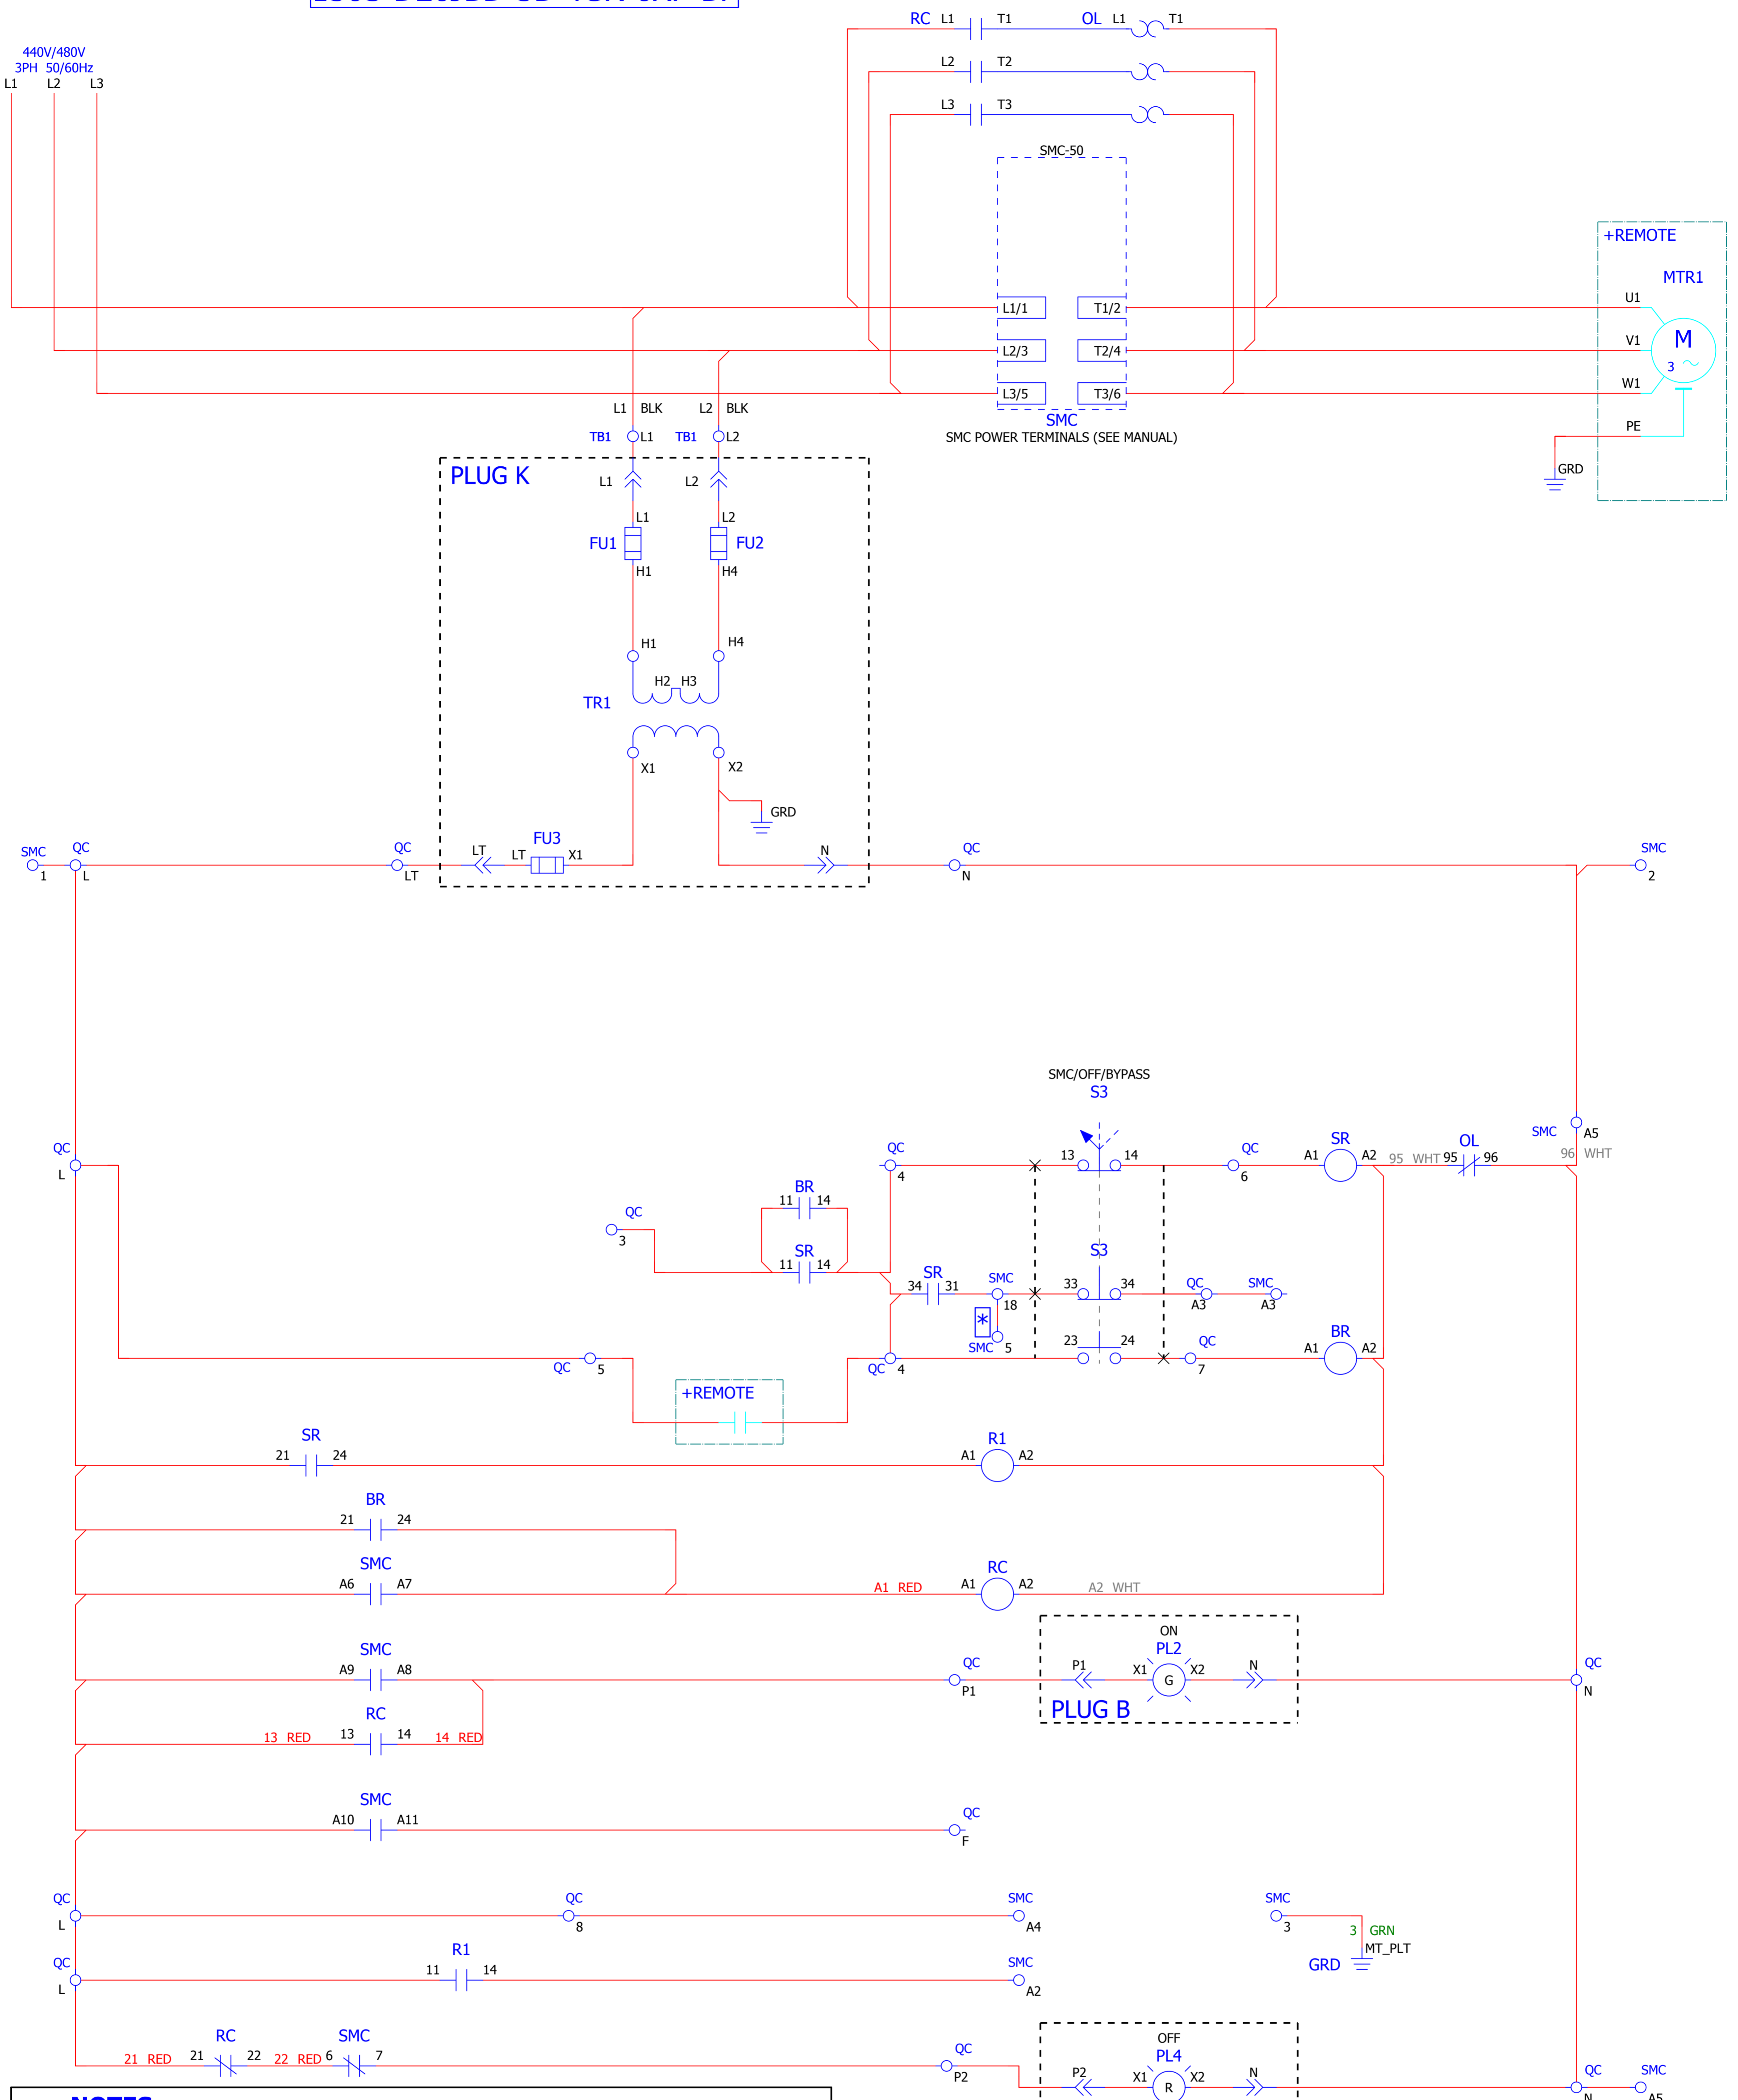 RC L1 T1 OL L1 T1
440V/480V
3PH 50/60Hz
L1 L2 L3
L2 T2
L3 T3
SMC-50
+REMOTE
MTR1
L1/1 T1/2 U1
L2/3 T2/4 V1 M
3
L3/5 T3/6 W1
L1 BLK L2 BLK
SMC
PE
TB1 L1 TB1 L2
SMC POWER TERMINALS (SEE MANUAL)
GRD
PLUG K
L1 L2
L1 L2
FU1 FU2
H1 H4
H1 H4
H2 H3
TR1
X1 X2
GRD
SMC QC QC LT LT FU3 X1 N QC SMC
1 L LT N 2
SMC/OFF/BYPASS
S3
SMC A5
QC QC 13 14 QC A1 SR A2 95 WHT 95 OL 96 96 WHT
L 4 6
BR
11 14
QC
3
SR
11 14
S3
SR
34 31 SMC 33 34 QC SMC
18 A3 A3
*
SMC 5 23 24 QC BR
A1 A2
QC 5 QC 4 7
+REMOTE
SR R1
21 24 A1 A2
BR
21 24
SMC RC
A6 A7 A1 RED A1 A2 A2 WHT
ON
SMC QC PL2 QC
A9 A8 P1 P1 X1 G X2 N N
PLUG B
RC
13 RED 13 14 14 RED
SMC
A10 A11 QC
F
QC QC SMC SMC
L 8 A4 3
3 GRN
MT_PLT
GRD
QC R1 SMC
L 11 14 A2
OFF
RC SMC PL4
21 RED 21 22 22 RED 6 7 QC
P2 P2 X1 R X2 N QC SMC